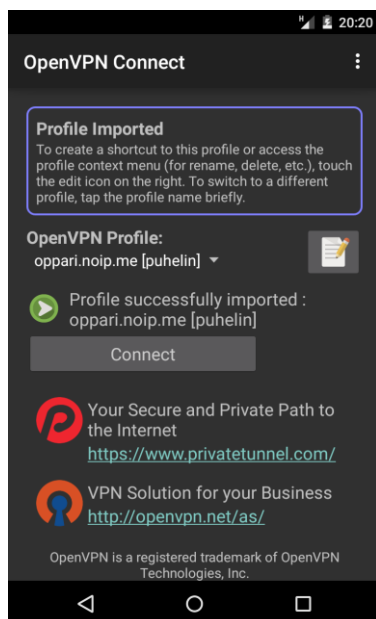 H 20:20
OpenVPN Connect
Profile Imported
To create a shortcut to this profile or access the
profile context menu (for rename, delete, etc.), touch
the edit icon on the right. To switch to a different
profile, tap the profile name briefly.
OpenVPN Profile:
oppari.noip.me [puhelin]
Profile successfully imported :
oppari.noip.me [puhelin]
Connect
Your Secure and Private Path to
the Internet
https://www.privatetunnel.com/
VPN Solution for your Business
http://openvpn.net/as/
OpenVPN is a registered trademark of OpenVPN
Technologies, Inc.